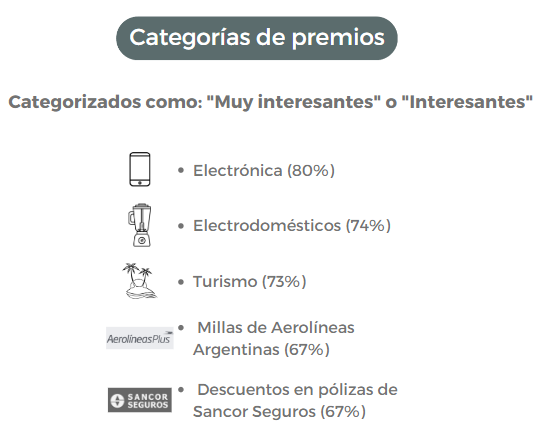 Categorías de premios
Categorizados como: "Muy interesantes" o "Interesantes"
• Electrónica (80%)
• Electrodomésticos (74%)
• Turismo (73%)
AerolíneasPlus
• Millas de Aerolíneas
Argentinas (67%)
SANCOR
SEGUROS
• Descuentos en pólizas de
Sancor Seguros (67%)